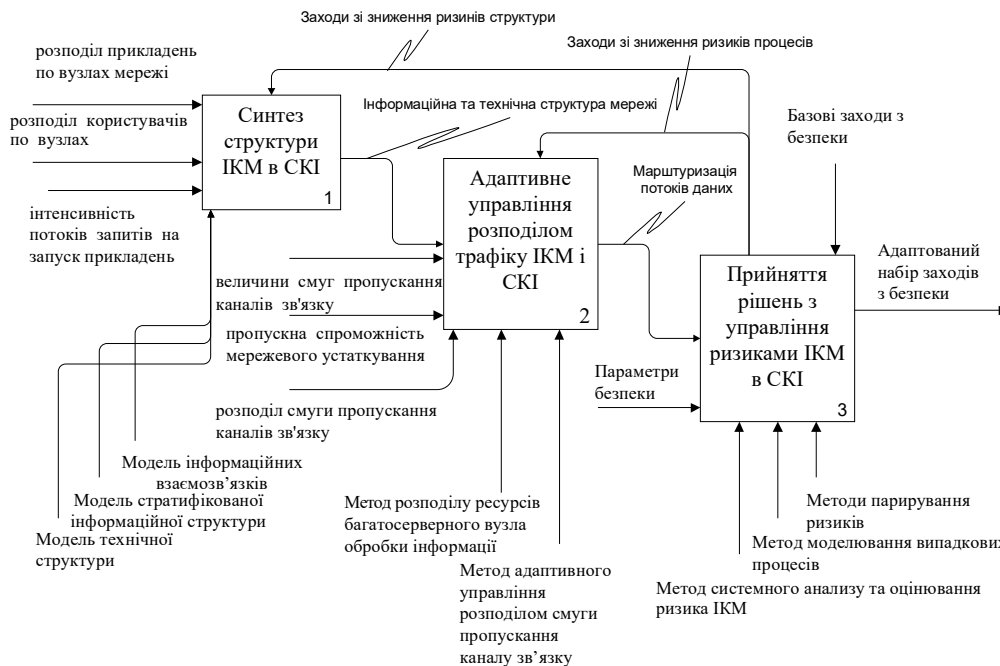 Заходи зі зниження ризинів структури
Заходи зі зниження ризиків процесів
розподіл прикладень
по вузлах мережі
розподіл користувачів
по вузлах
інтенсивність
потоків запитів на
запуск прикладень
Синтез
структури
ІКМ в СКІ
1
Інформаційна та технічна структура мережі
Базові заходи з
безпеки
Адаптивне
управління
розподілом
трафіку ІКМ і
СКІ
2
Марштуризація
потоків даних
величини смуг пропускання
каналів зв'язку
пропускна спроможність
мережевого устаткування
розподіл смуги пропускання
каналів зв'язку
Прийняття
рішень з
управління
ризиками ІКМ
в СКІ
3
Адаптований
набір заходів
з безпеки
Параметри
безпеки
Модель інформаційних
взаємозв’язків
Модель стратифікованої
інформаційної структури
Модель технічної
структури
Метод розподілу ресурсів
багатосерверного вузла
обробки інформації
Метод адаптивного
управління
розподілом смуги
пропускання
каналу зв’язку
Методи парирування
ризиків
Метод моделювання випадкових
процесів
Метод системного анализу та оцінювання
ризика ІКМ